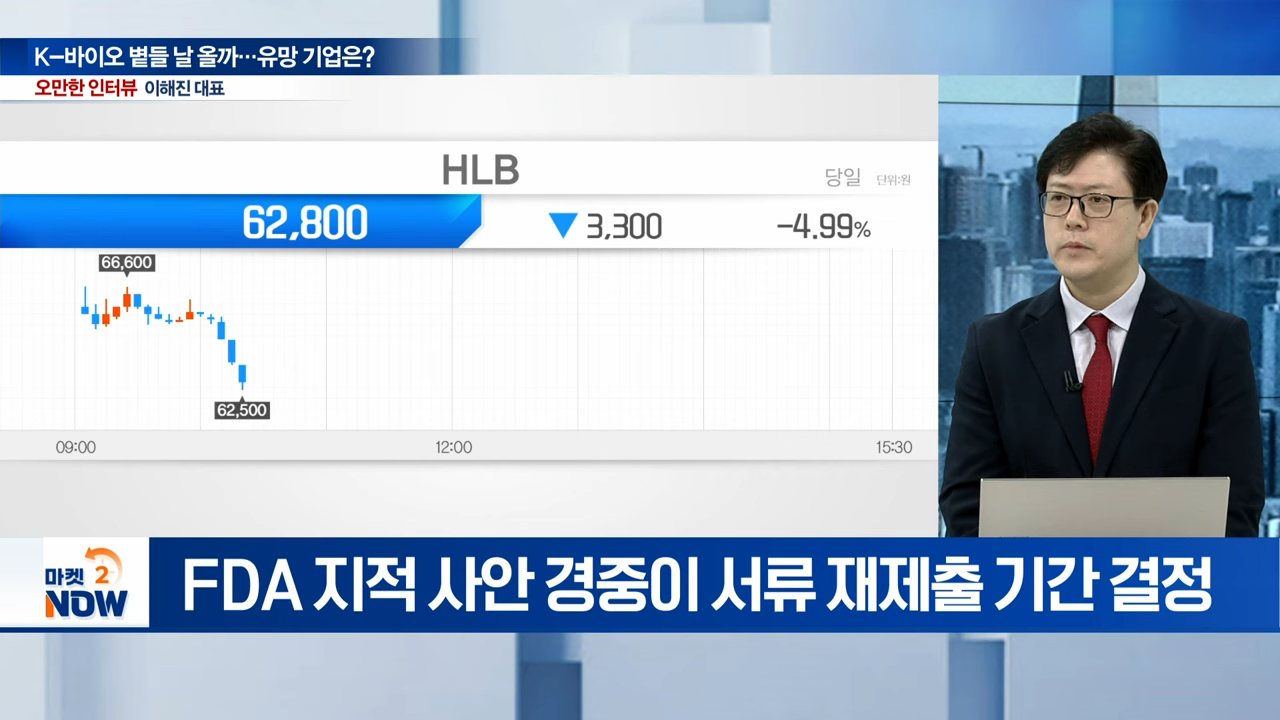 K-바이오 볕들 날 올까…유망 기업은?
오만한 인터뷰 이해진 대표
HLB
당일 단위:원
62,800 ▼ 3,300 -4.99%
66,600
62,500
09:00 12:00 15:30
마켓 2
NOW
FDA 지적 사안 경중이 서류 재제출 기간 결정